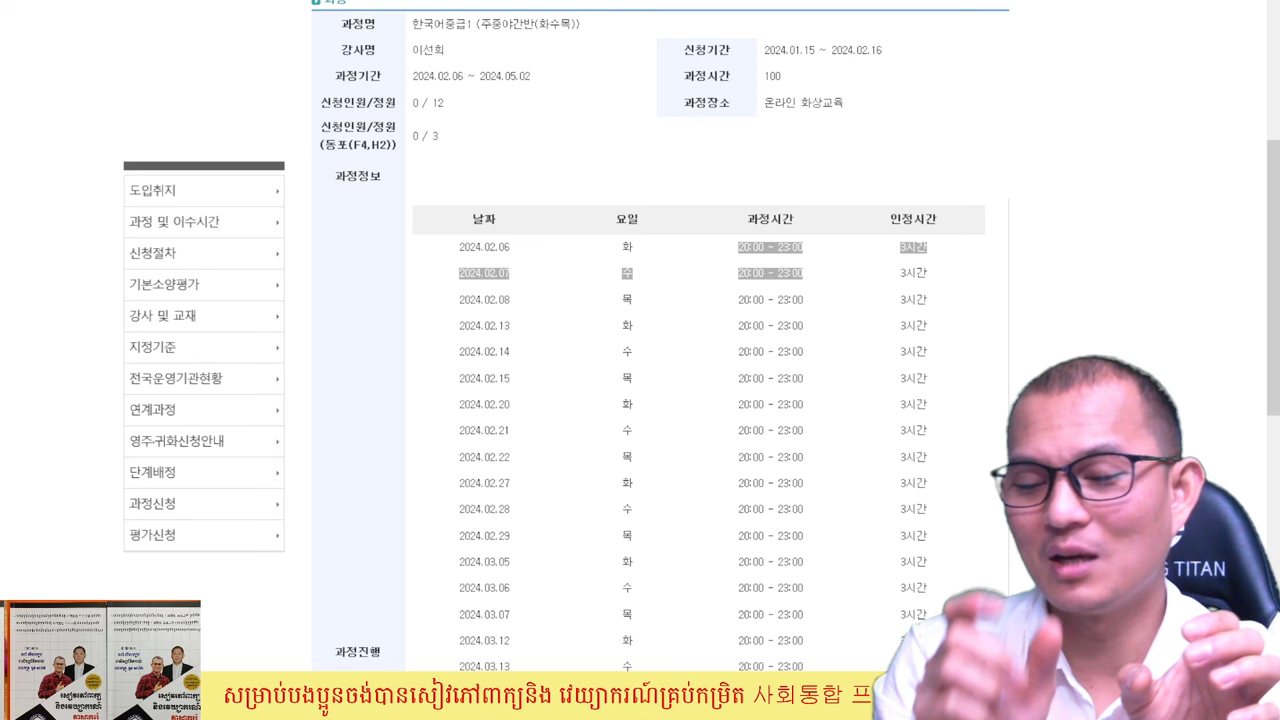 과정명 한국어중급1 (주중야간반(화수목))
강사명 이선희 신청기간 2024.01.15 ~ 2024.02.16
과정기간 2024.02.06 ~ 2024.05.02 과정시간 100
신청인원/정원 0 / 12 과정장소 온라인 화상교육
신청인원/정원
(동포(F4,H2)) 0 / 3
과정정보
도입취지
과정 및 이수시간
신청절차
기본소양평가
강사 및 교재
지정기준
전국운영기관현황
연계과정
영주·귀화신청안내
단계배정
과정신청
평가신청
날짜 요일 과정시간 인정시간
2024.02.06 화 20:00 - 23:00 3시간
2024.02.07 수 20:00 - 23:00 3시간
2024.02.08 목 20:00 - 23:00 3시간
2024.02.13 화 20:00 - 23:00 3시간
2024.02.14 수 20:00 - 23:00 3시간
2024.02.15 목 20:00 - 23:00 3시간
2024.02.20 화 20:00 - 23:00 3시간
2024.02.21 수 20:00 - 23:00 3시간
2024.02.22 목 20:00 - 23:00 3시간
2024.02.27 화 20:00 - 23:00 3시간
2024.02.28 수 20:00 - 23:00 3시간
2024.02.29 목 20:00 - 23:00 3시간
2024.03.05 화 20:00 - 23:00 3시간
2024.03.06 수 20:00 - 23:00 3시간
2024.03.07 목 20:00 - 23:00 3시간
2024.03.12 화 20:00 - 23:00
2024.03.13 수 20:00 - 23:00
과정진행
TITAN
សម្រាប់បងប្អូនចង់បានសៀវភៅពាក្យនិង វេយ្យាករណ៍គ្រប់កម្រិត 사회통합 프